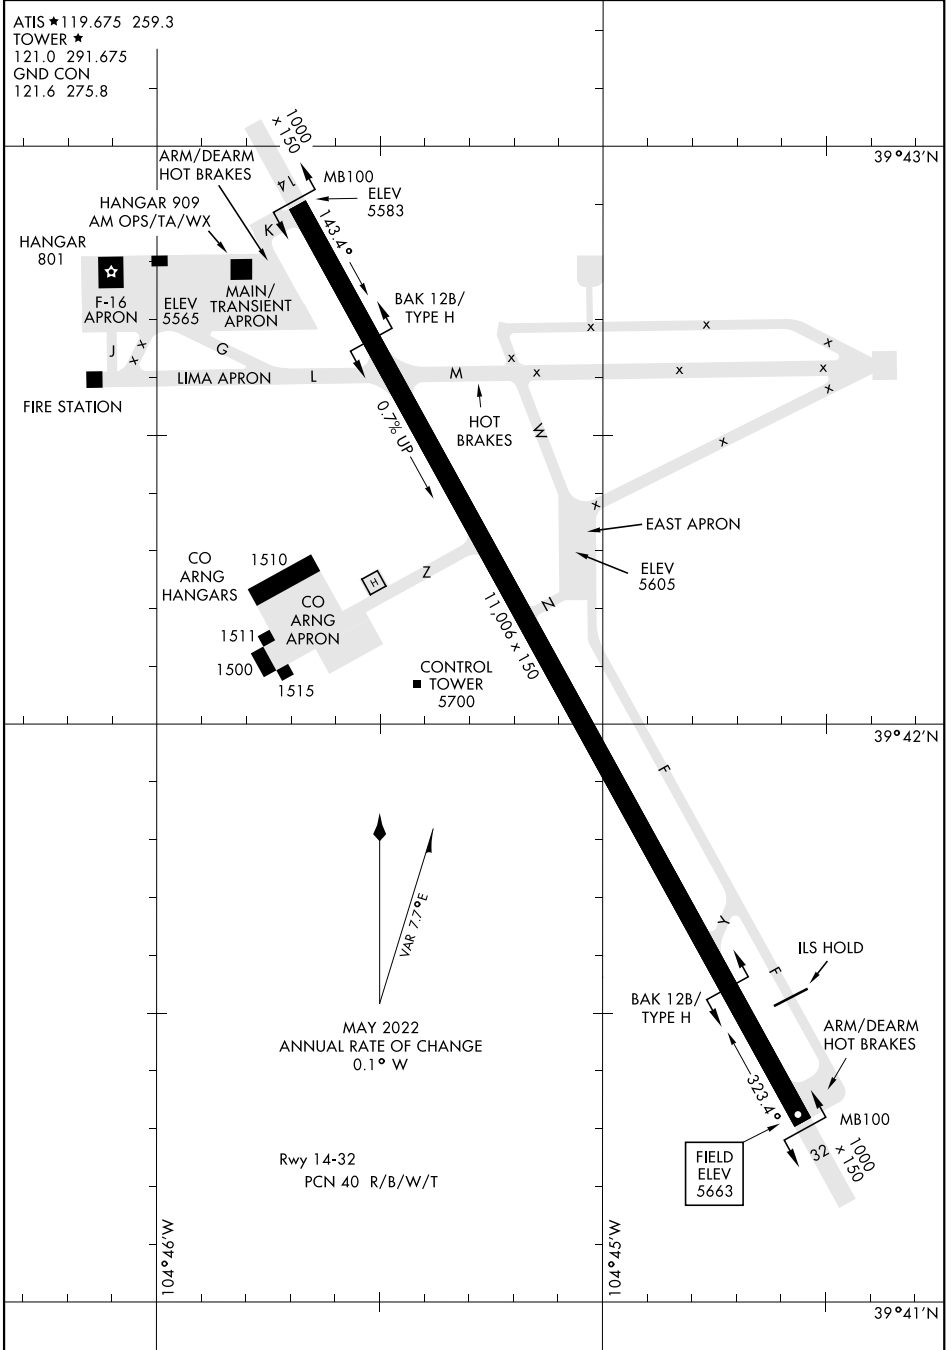 ATIS ★119.675 259.3
TOWER ★
121.0 291.675
GND CON
121.6 275.8
1000
x 150
39°43'N
ARM/DEARM
HOT BRAKES
14
MB100
ELEV
5583
HANGAR 909
AM OPS/TA/WX
K
143.4°
HANGAR
801
F-16
APRON
ELEV
5565
MAIN/
TRANSIENT
APRON
BAK 12B/
TYPE H
x
x
x
x
J
x
x
G
x
LIMA APRON
L
M
x
x
x
x
FIRE STATION
0.7% UP
HOT
BRAKES
W
x
x
EAST APRON
ELEV
5605
CO
ARNG
HANGARS
1510
H
Z
N
CO
ARNG
APRON
11,006 x 150
1511
1500
1515
CONTROL
TOWER
5700
39°42'N
F
VAR 7.7°E
Y
F
ILS HOLD
BAK 12B/
TYPE H
MAY 2022
ANNUAL RATE OF CHANGE
0.1° W
ARM/DEARM
HOT BRAKES
323.4°
MB100
32
1000
x 150
FIELD
ELEV
5663
Rwy 14-32
PCN 40 R/B/W/T
104°46'W
104°45'W
39°41'N